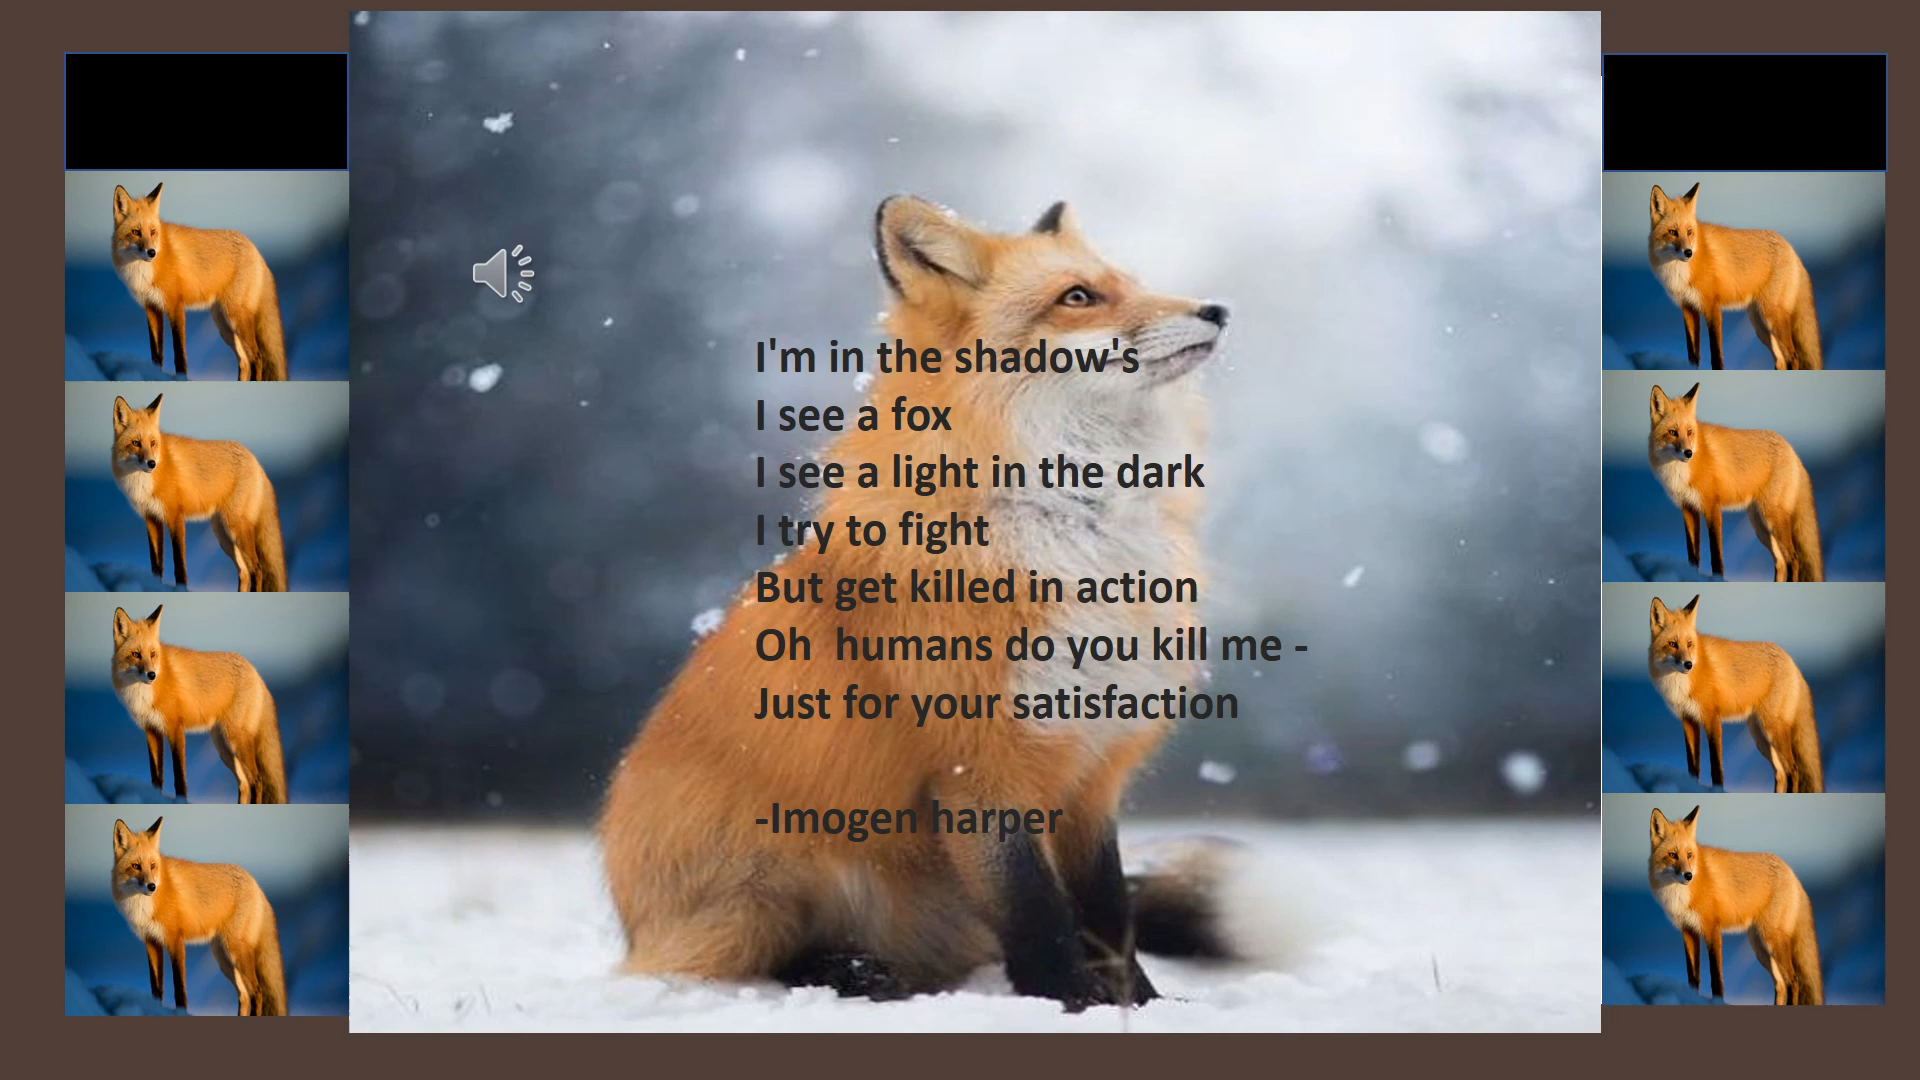 I'm in the shadow's
I see a fox
I see a light in the dark
I try to fight
But get killed in action
Oh  humans do you kill me -
Just for your satisfaction
-Imogen harper